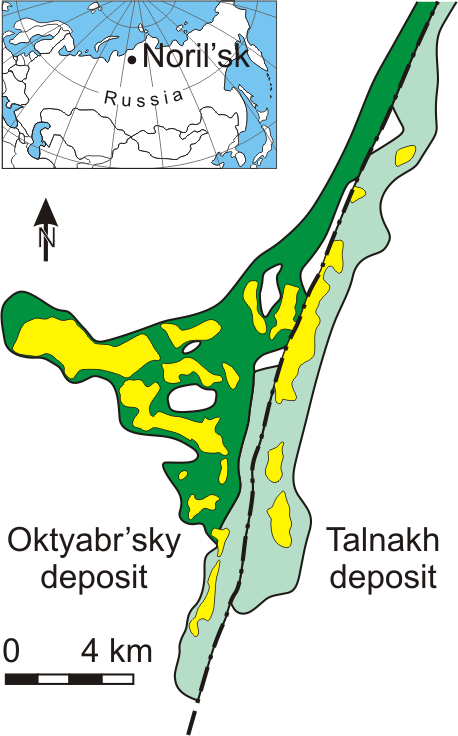 Noril’sk
Russia
N
Oktyabr’sky
deposit
Talnakh
deposit
0 4 km